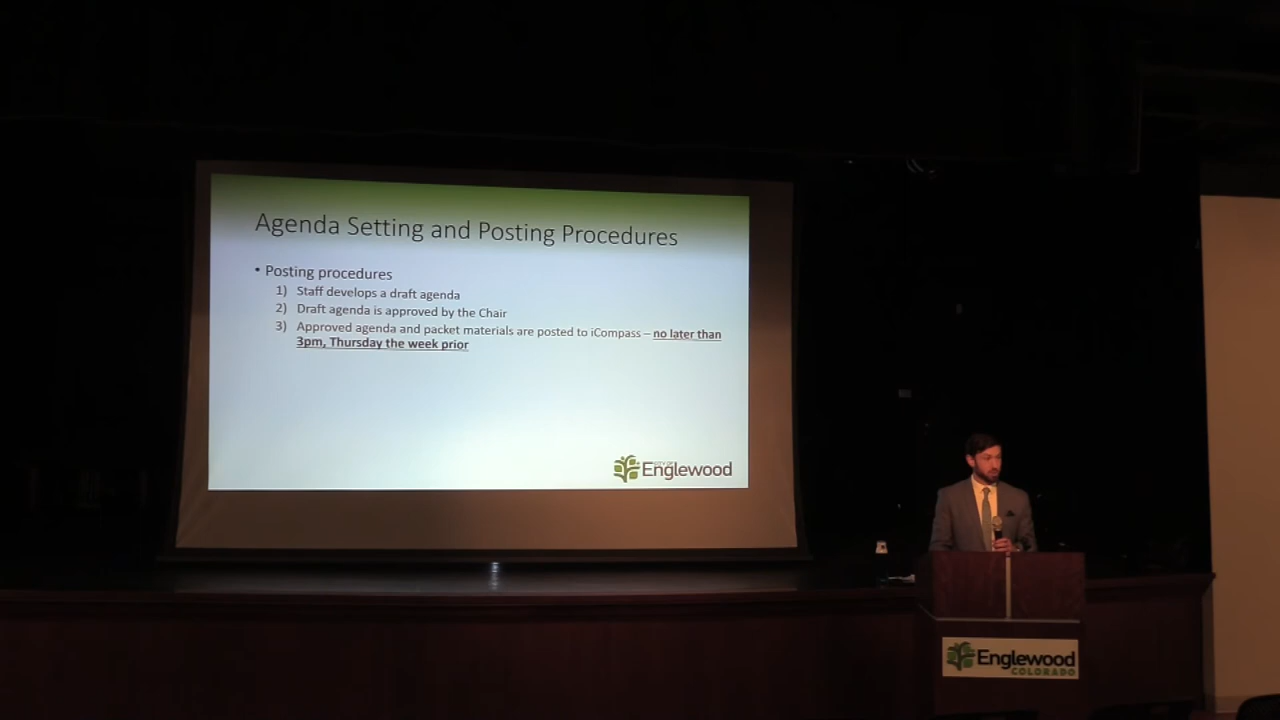 Agenda Setting and Posting Procedures
• Posting procedures
1) Staff develops a draft agenda
2) Draft agenda is approved by the Chair
3) Approved agenda and packet materials are posted to iCompass – no later than
3pm, Thursday the week prior
CITY OF
Englewood
Englewood
COLORADO